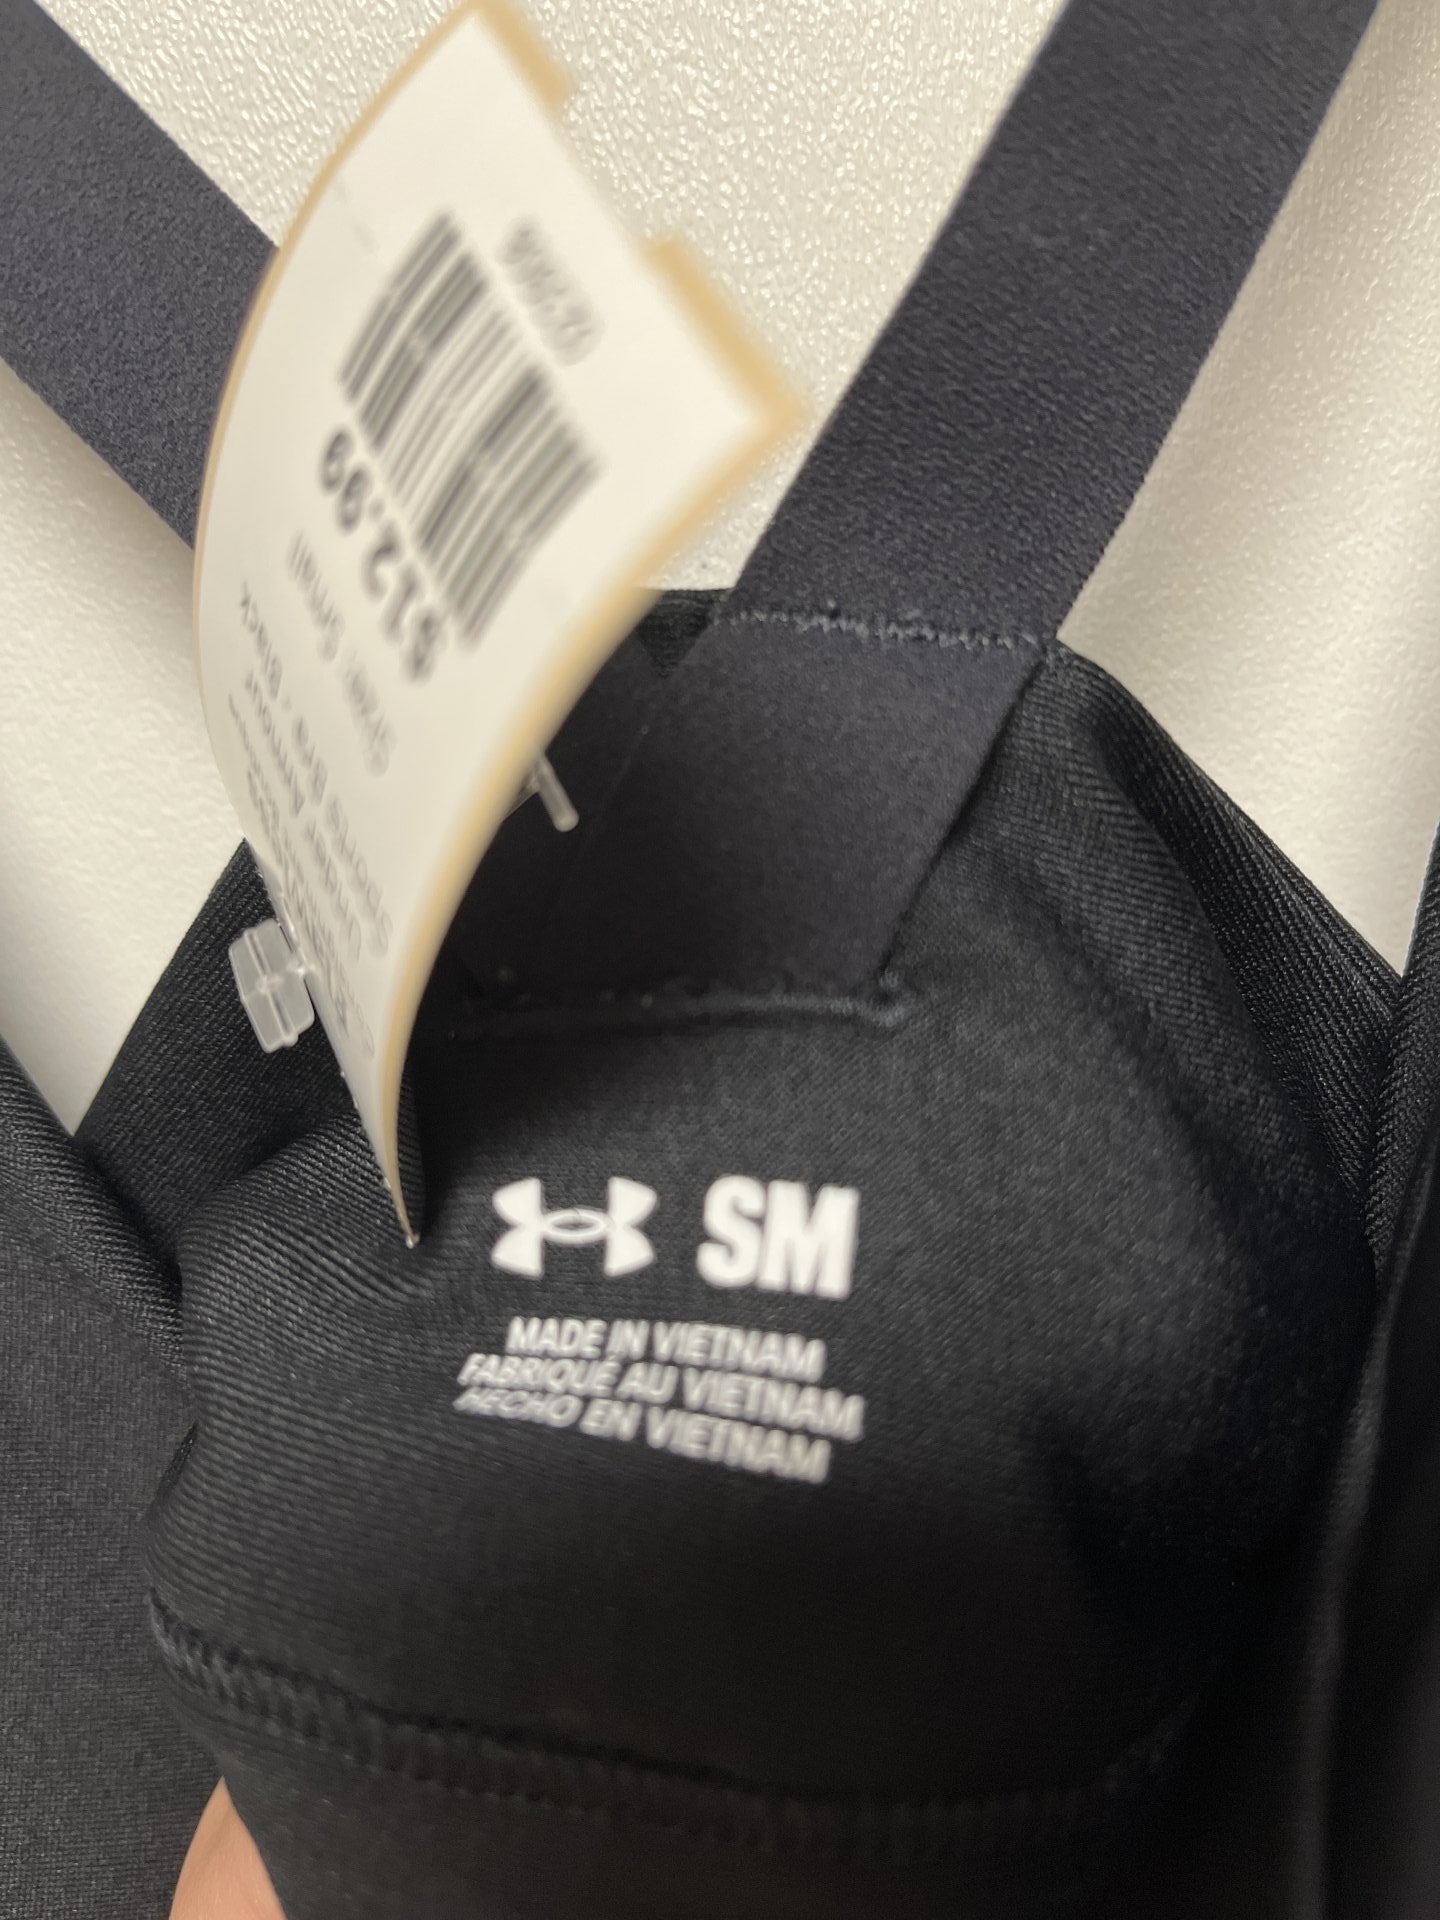 $12.99
Size: Small
Sports Bra - Black
Under Armour
SM
MADE IN VIETNAM
FABRIQUÉ AU VIETNAM
HECHO EN VIETNAM